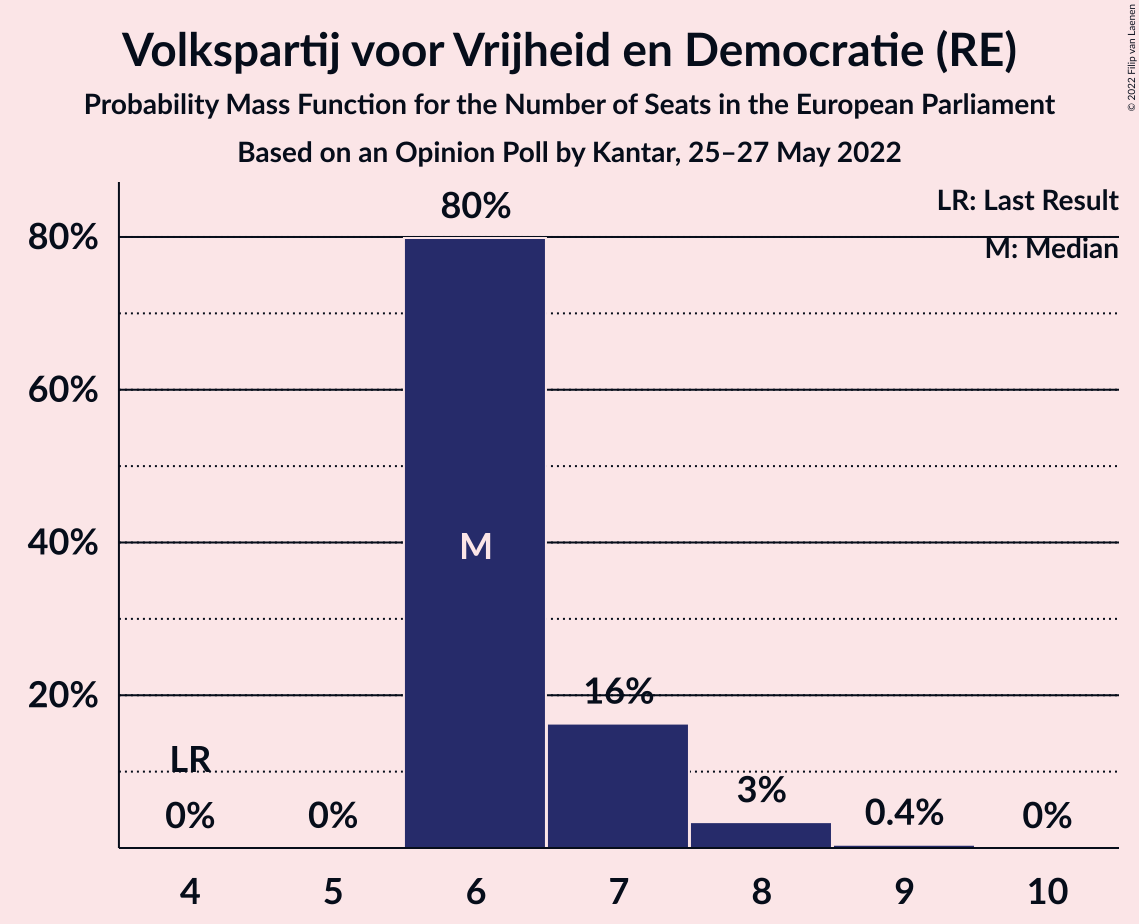 Volkspartij voor Vrijheid en Democratie (RE)
Probability Mass Function for the Number of Seats in the European Parliament
Based on an Opinion Poll by Kantar, 25–27 May 2022
© 2022 Filip van Laenen
LR: Last Result
M: Median
80%
60%
40%
20%
LR
0%
0%
80%
M
16%
3%
0.4%
0%
4
5
6
7
8
9
10